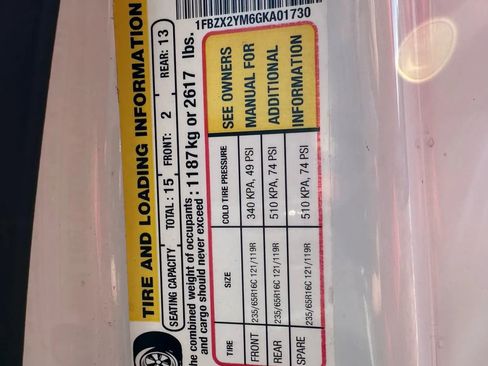 1FBZX2YM6GKA01730
TIRE AND LOADING INFORMATION
SEATING CAPACITY TOTAL: 15 FRONT: 2 REAR: 13
he combined weight of occupants
and cargo should never exceed : 1187 kg or 2617 lbs.
TIRE SIZE COLD TIRE PRESSURE
FRONT 235/65R16C 121/119R 340 KPA, 49 PSI
REAR 235/65R16C 121/119R 510 KPA, 74 PSI
SPARE 235/65R16C 121/119R 510 KPA, 74 PSI
SEE OWNERS
MANUAL FOR
ADDITIONAL
INFORMATION